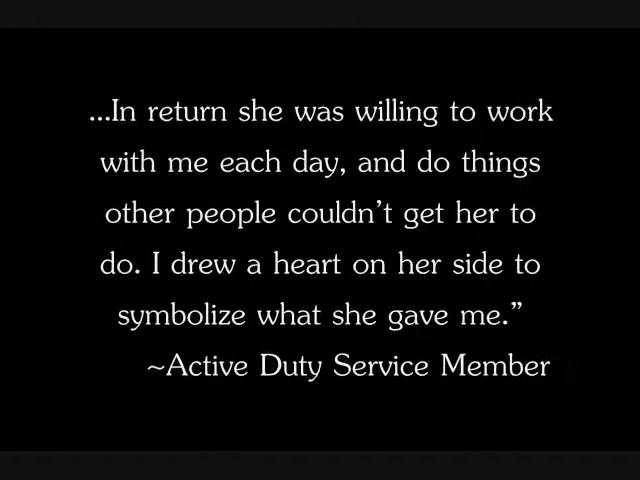 ...In return she was willing to work
with me each day, and do things
other people couldn’t get her to
do. I drew a heart on her side to
symbolize what she gave me.”
~Active Duty Service Member